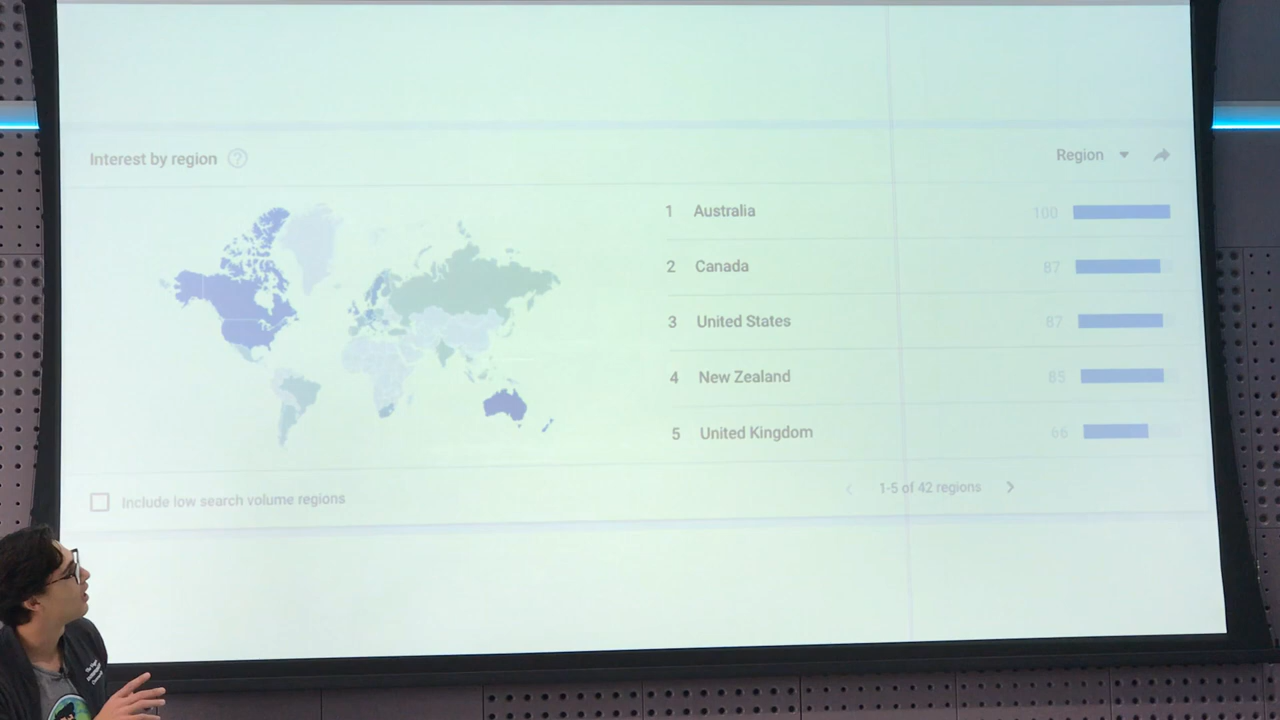 Interest by region ?
Region
1 Australia 100
2 Canada 87
3 United States 87
4 New Zealand 85
5 United Kingdom 66
Include low search volume regions
1-5 of 42 regions